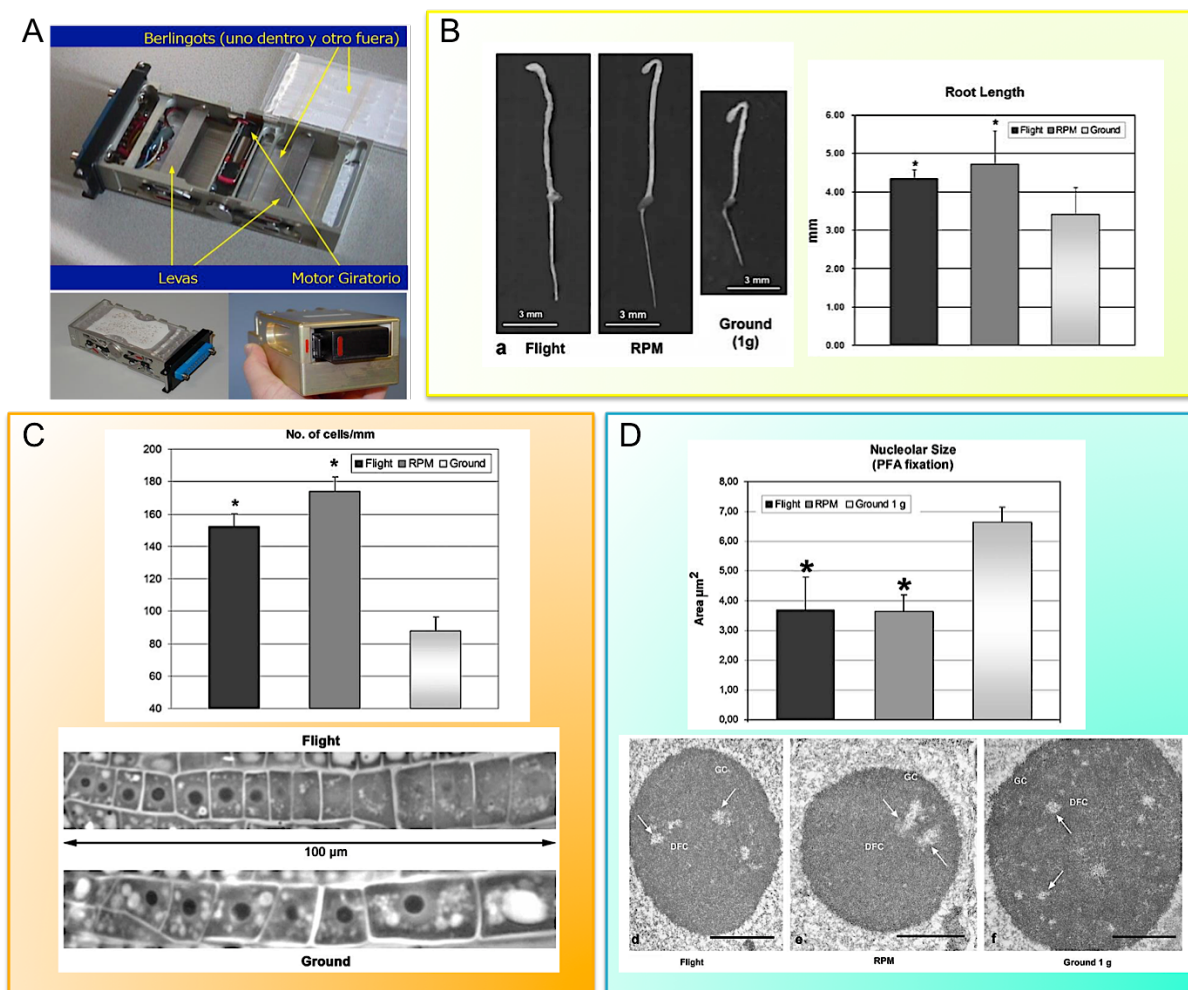 A
Berlingots (uno dentro y otro fuera)
Levas
Motor Giratorio
B
3 mm
3 mm
3 mm
a
Flight
RPM
Ground
(1g)
Root Length
Flight
RPM
Ground
6.00
5.00
4.00
3.00
2.00
1.00
0.00
mm
*
*
C
No. of cells/mm
Flight
RPM
Ground
200
180
160
140
120
100
80
60
40
*
*
Flight
100 µm
Ground
D
Nucleolar Size
(PFA fixation)
Flight
RPM
Ground 1 g
8,00
7,00
6,00
5,00
4,00
3,00
2,00
1,00
0,00
Area µm²
*
*
GC
DFC
d
GC
DFC
e
GC
DFC
f
Flight
RPM
Ground 1 g